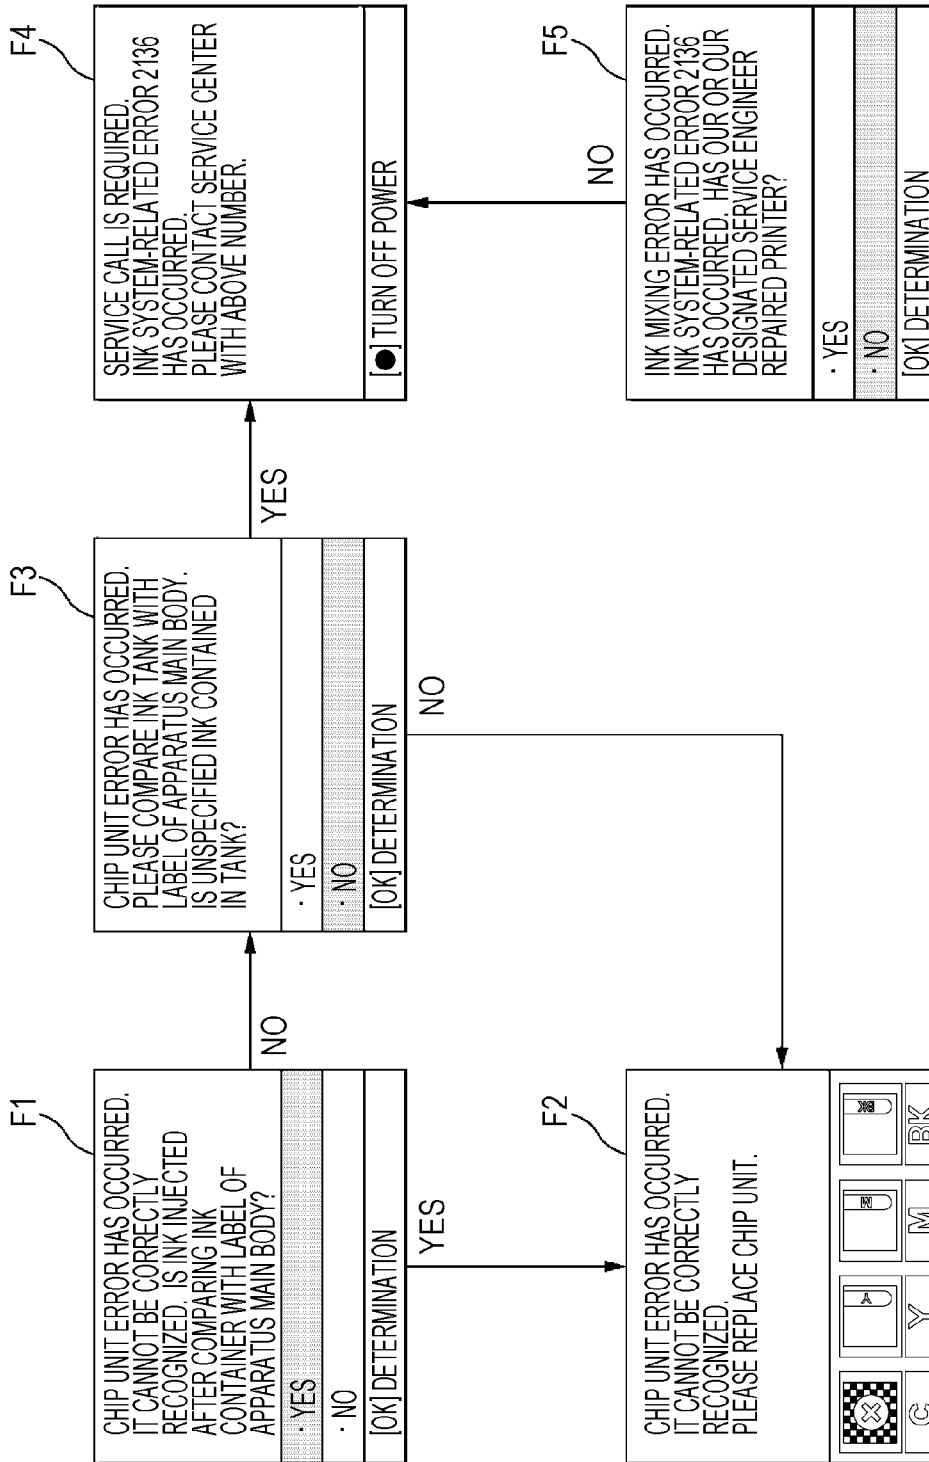 F1
CHIP UNIT ERROR HAS OCCURRED.
IT CANNOT BE CORRECTLY
RECOGNIZED. IS INK INJECTED
AFTER COMPARING INK
CONTAINER WITH LABEL OF
APPARATUS MAIN BODY?
· YES
· NO
[OK] DETERMINATION
NO
YES
F3
CHIP UNIT ERROR HAS OCCURRED.
PLEASE COMPARE INK TANK WITH
LABEL OF APPARATUS MAIN BODY.
IS UNSPECIFIED INK CONTAINED
IN TANK?
· YES
· NO
[OK] DETERMINATION
YES
NO
F4
SERVICE CALL IS REQUIRED.
INK SYSTEM-RELATED ERROR 2136
HAS OCCURRED.
PLEASE CONTACT SERVICE CENTER
WITH ABOVE NUMBER.
[●] TURN OFF POWER
F2
CHIP UNIT ERROR HAS OCCURRED.
IT CANNOT BE CORRECTLY
RECOGNIZED.
PLEASE REPLACE CHIP UNIT.
Y
M
BK
C
Y
M
BK
F5
INK MIXING ERROR HAS OCCURRED.
INK SYSTEM-RELATED ERROR 2136
HAS OCCURRED. HAS OUR OR OUR
DESIGNATED SERVICE ENGINEER
REPAIRED PRINTER?
· YES
· NO
[OK] DETERMINATION
NO